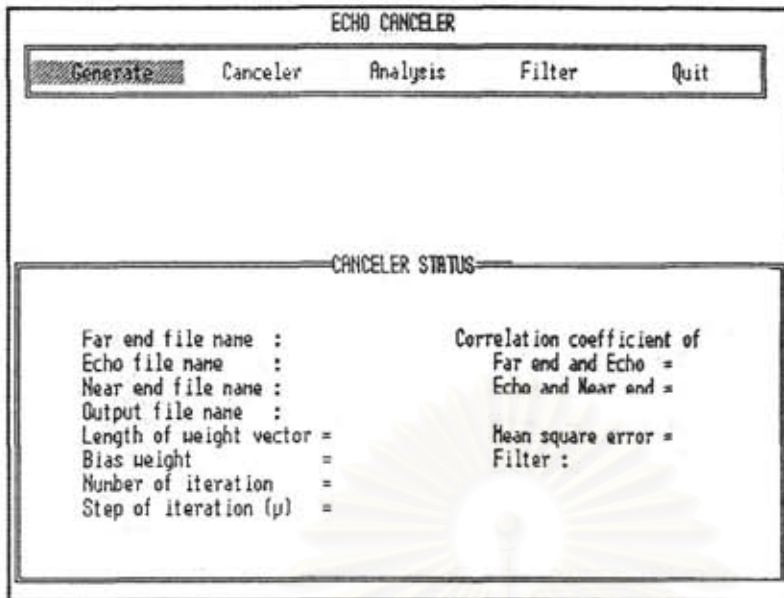 ECHO CANCELER
Generate Canceler Analysis Filter Quit
CANCELER STATUS
Far end file name :
Echo file name :
Near end file name :
Output file name :
Length of weight vector =
Bias weight =
Number of iteration =
Step of iteration (μ) =
Correlation coefficient of
Far end and Echo =
Echo and Near end =
Mean square error =
Filter :